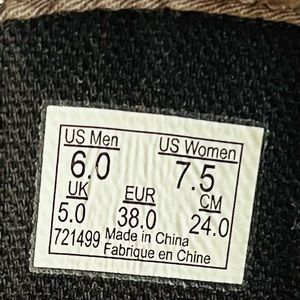 US Men US Women
6.0 7.5
UK EUR CM
5.0 38.0 24.0
721499 Made in China
Fabrique en Chine